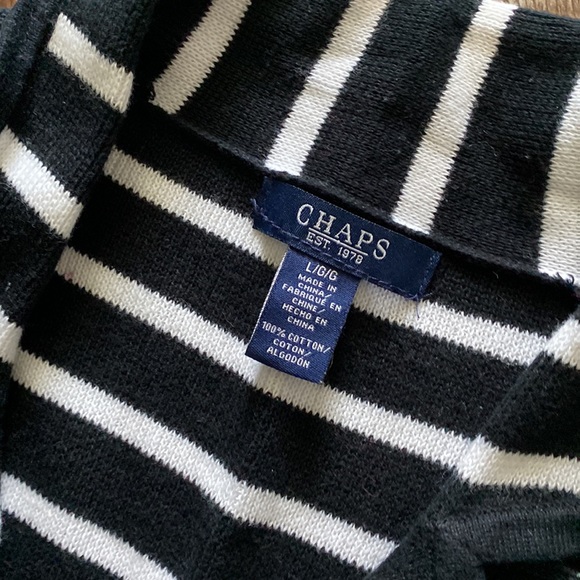 CHAPS
EST. 1978
L/G/G
MADE IN
CHINA/
FABRIQUÉ EN
CHINE/
HECHO EN
CHINA
100% COTTON/
COTON/
ALGODÓN